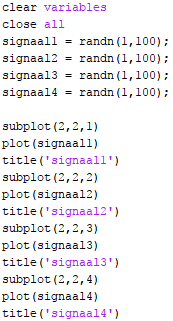 clear variables
close all
signaal1 = randn(1,100);
signaal2 = randn(1,100);
signaal3 = randn(1,100);
signaal4 = randn(1,100);
subplot(2,2,1)
plot(signaal1)
title('signaal1')
subplot(2,2,2)
plot(signaal2)
title('signaal2')
subplot(2,2,3)
plot(signaal3)
title('signaal3')
subplot(2,2,4)
plot(signaal4)
title('signaal4')